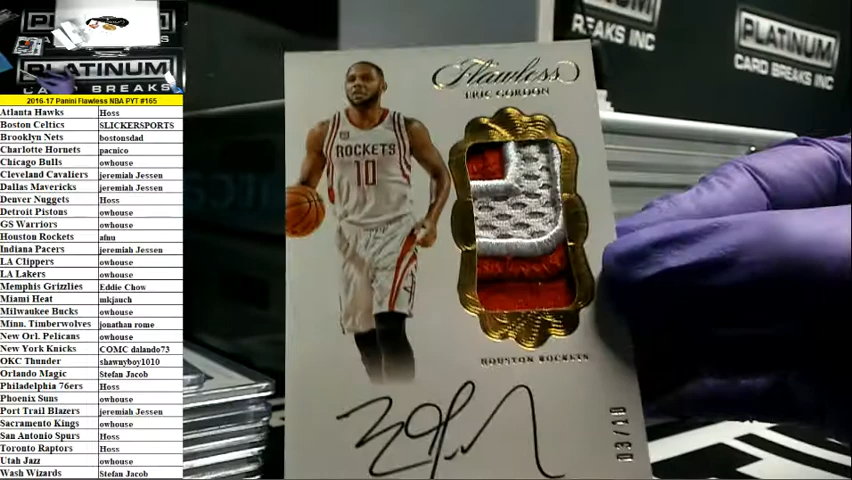 PLATINUM
2016-17 Panini Flawless NBA PYT #165
Atlanta Hawks Hoss
Boston Celtics SLICKERSPORTS
Brooklyn Nets bostonsdad
Charlotte Hornets pacnico
Chicago Bulls owhouse
Cleveland Cavaliers jeremiah Jessen
Dallas Mavericks jeremiah Jessen
Denver Nuggets Hoss
Detroit Pistons owhouse
GS Warriors owhouse
Houston Rockets afnu
Indiana Pacers jeremiah Jessen
LA Clippers owhouse
LA Lakers owhouse
Memphis Grizzlies Eddie Chow
Miami Heat mkjauch
Milwaukee Bucks owhouse
Minn. Timberwolves jonathan rome
New Orl. Pelicans owhouse
New York Knicks COMC dalando73
OKC Thunder shawnyboy1010
Orlando Magic Stefan Jacob
Philadelphia 76ers Hoss
Phoenix Suns owhouse
Port Trail Blazers jeremiah Jessen
Sacramento Kings owhouse
San Antonio Spurs Hoss
Toronto Raptors Hoss
Utah Jazz owhouse
Wash Wizards Stefan Jacob
Flawless
ERIC GORDON
ROCKETS
10
HOUSTON ROCKETS
PLATINUM
BREAKS INC
PLATINUM
CARD BREAKS INC